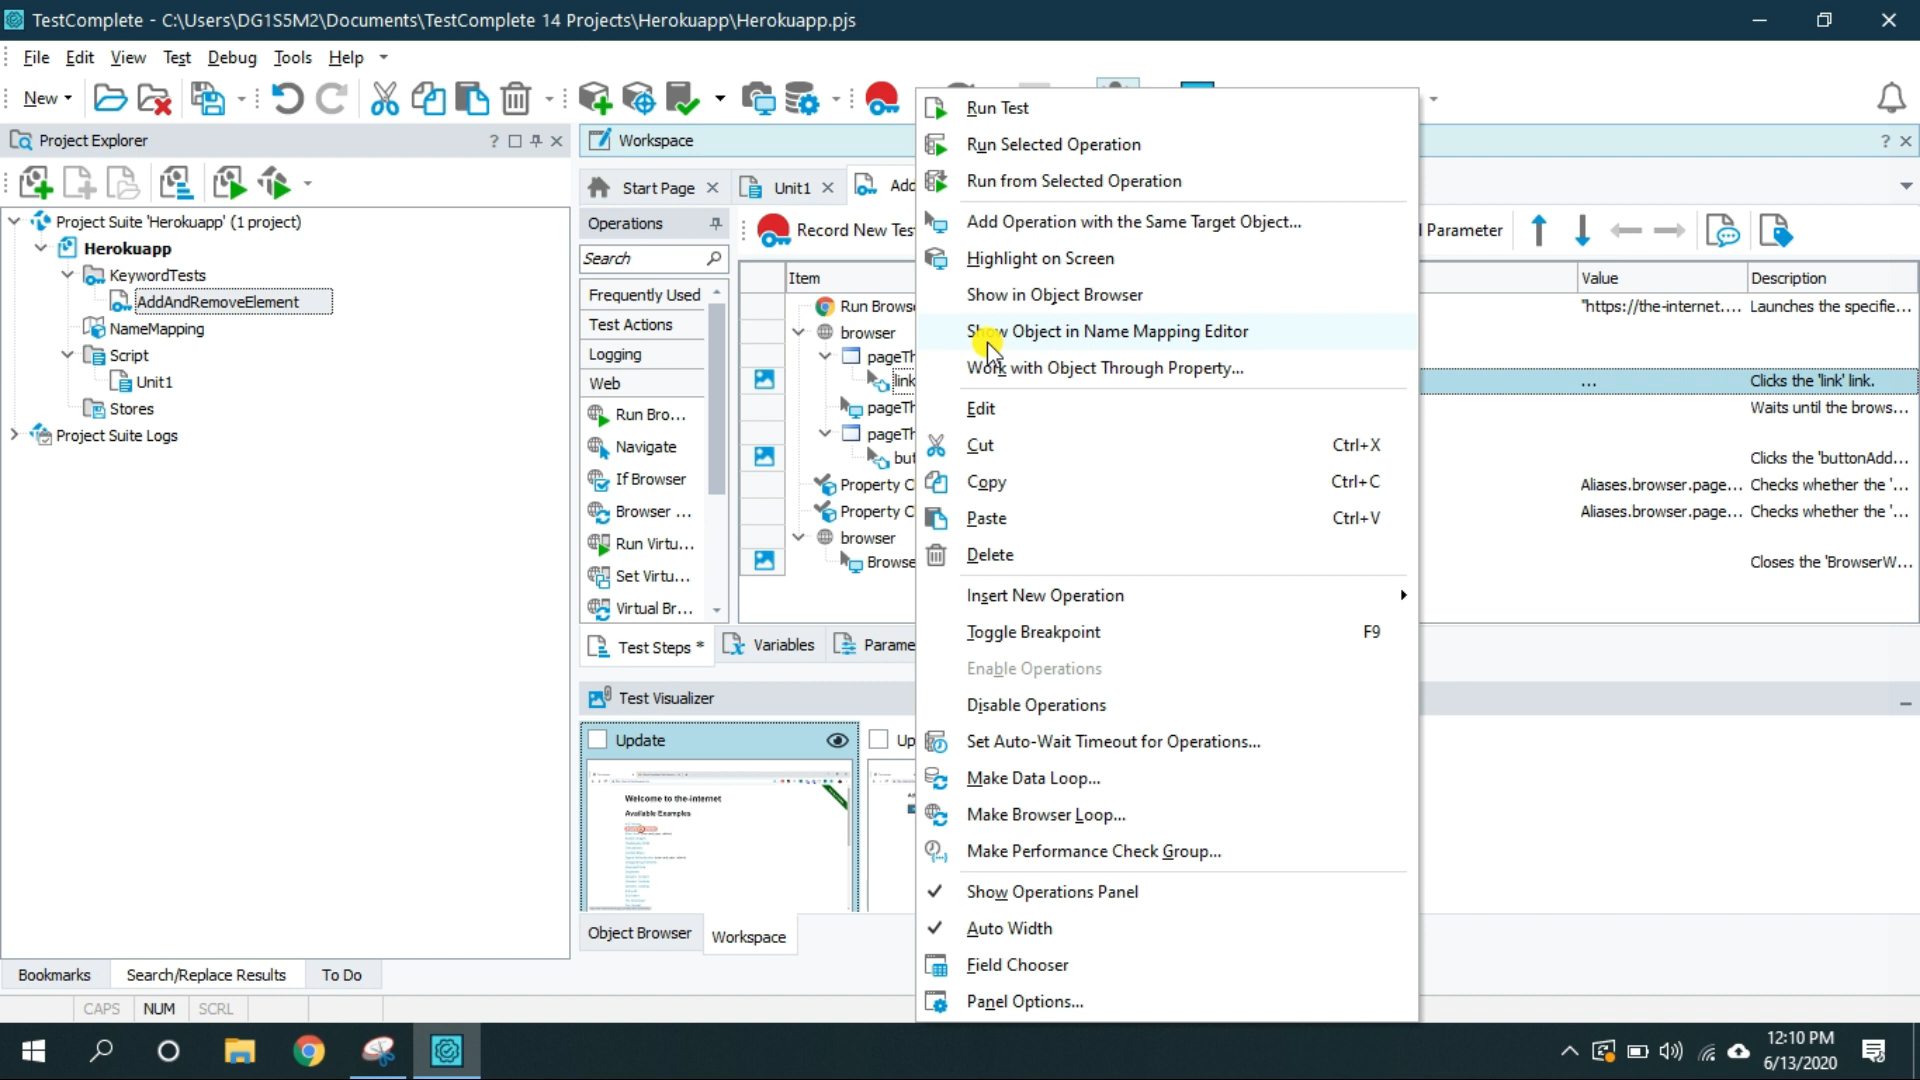 TestComplete - C:\Users\DG1S5M2\Documents\TestComplete 14 Projects\Herokuapp\Herokuapp.pjs
File Edit View Test Debug Tools Help
New
Project Explorer
Workspace
Start Page
Unit1
Add
Project Suite 'Herokuapp' (1 project)
Herokuapp
KeywordTests
AddAndRemoveElement
NameMapping
Script
Unit1
Stores
Project Suite Logs
Operations
Search
Frequently Used
Test Actions
Logging
Web
Run Bro...
Navigate
If Browser
Browser ...
Run Virtu...
Set Virtu...
Virtual Br...
Record New Tes
Parameter
Item
Value
Description
Run Browse
"https://the-internet....
Launches the specifie...
browser
pageTh
link
...
Clicks the 'link' link.
pageTh
Waits until the brows...
pageTh
but
Clicks the 'buttonAdd...
Property C
Aliases.browser.page...
Checks whether the '...
Property C
Aliases.browser.page...
Checks whether the '...
browser
Browse
Closes the 'BrowserW...
Test Steps *
Variables
Parame
Test Visualizer
Update
Up
Welcome to the-internet
Available Examples
Object Browser
Workspace
Run Test
Run Selected Operation
Run from Selected Operation
Add Operation with the Same Target Object...
Highlight on Screen
Show in Object Browser
Show Object in Name Mapping Editor
Work with Object Through Property...
Edit
Cut Ctrl+X
Copy Ctrl+C
Paste Ctrl+V
Delete
Insert New Operation
Toggle Breakpoint F9
Enable Operations
Disable Operations
Set Auto-Wait Timeout for Operations...
Make Data Loop...
Make Browser Loop...
Make Performance Check Group...
Show Operations Panel
Auto Width
Field Chooser
Panel Options...
Bookmarks
Search/Replace Results
To Do
CAPS NUM SCRL
12:10 PM
6/13/2020